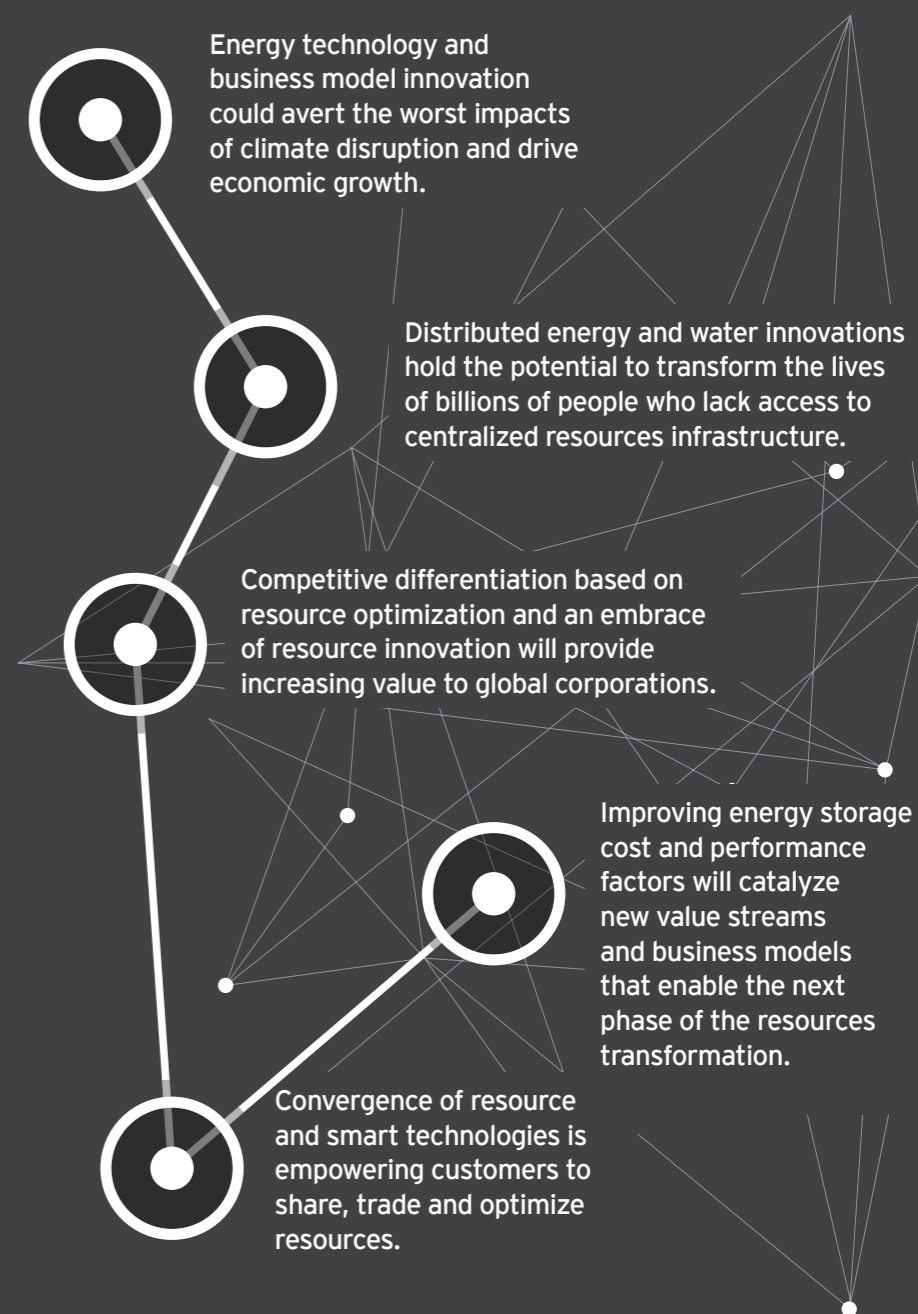 Energy technology and
business model innovation
could avert the worst impacts
of climate disruption and drive
economic growth.
Distributed energy and water innovations
hold the potential to transform the lives
of billions of people who lack access to
centralized resources infrastructure.
Competitive differentiation based on
resource optimization and an embrace
of resource innovation will provide
increasing value to global corporations.
Improving energy storage
cost and performance
factors will catalyze
new value streams
and business models
that enable the next
phase of the resources
transformation.
Convergence of resource
and smart technologies is
empowering customers to
share, trade and optimize
resources.